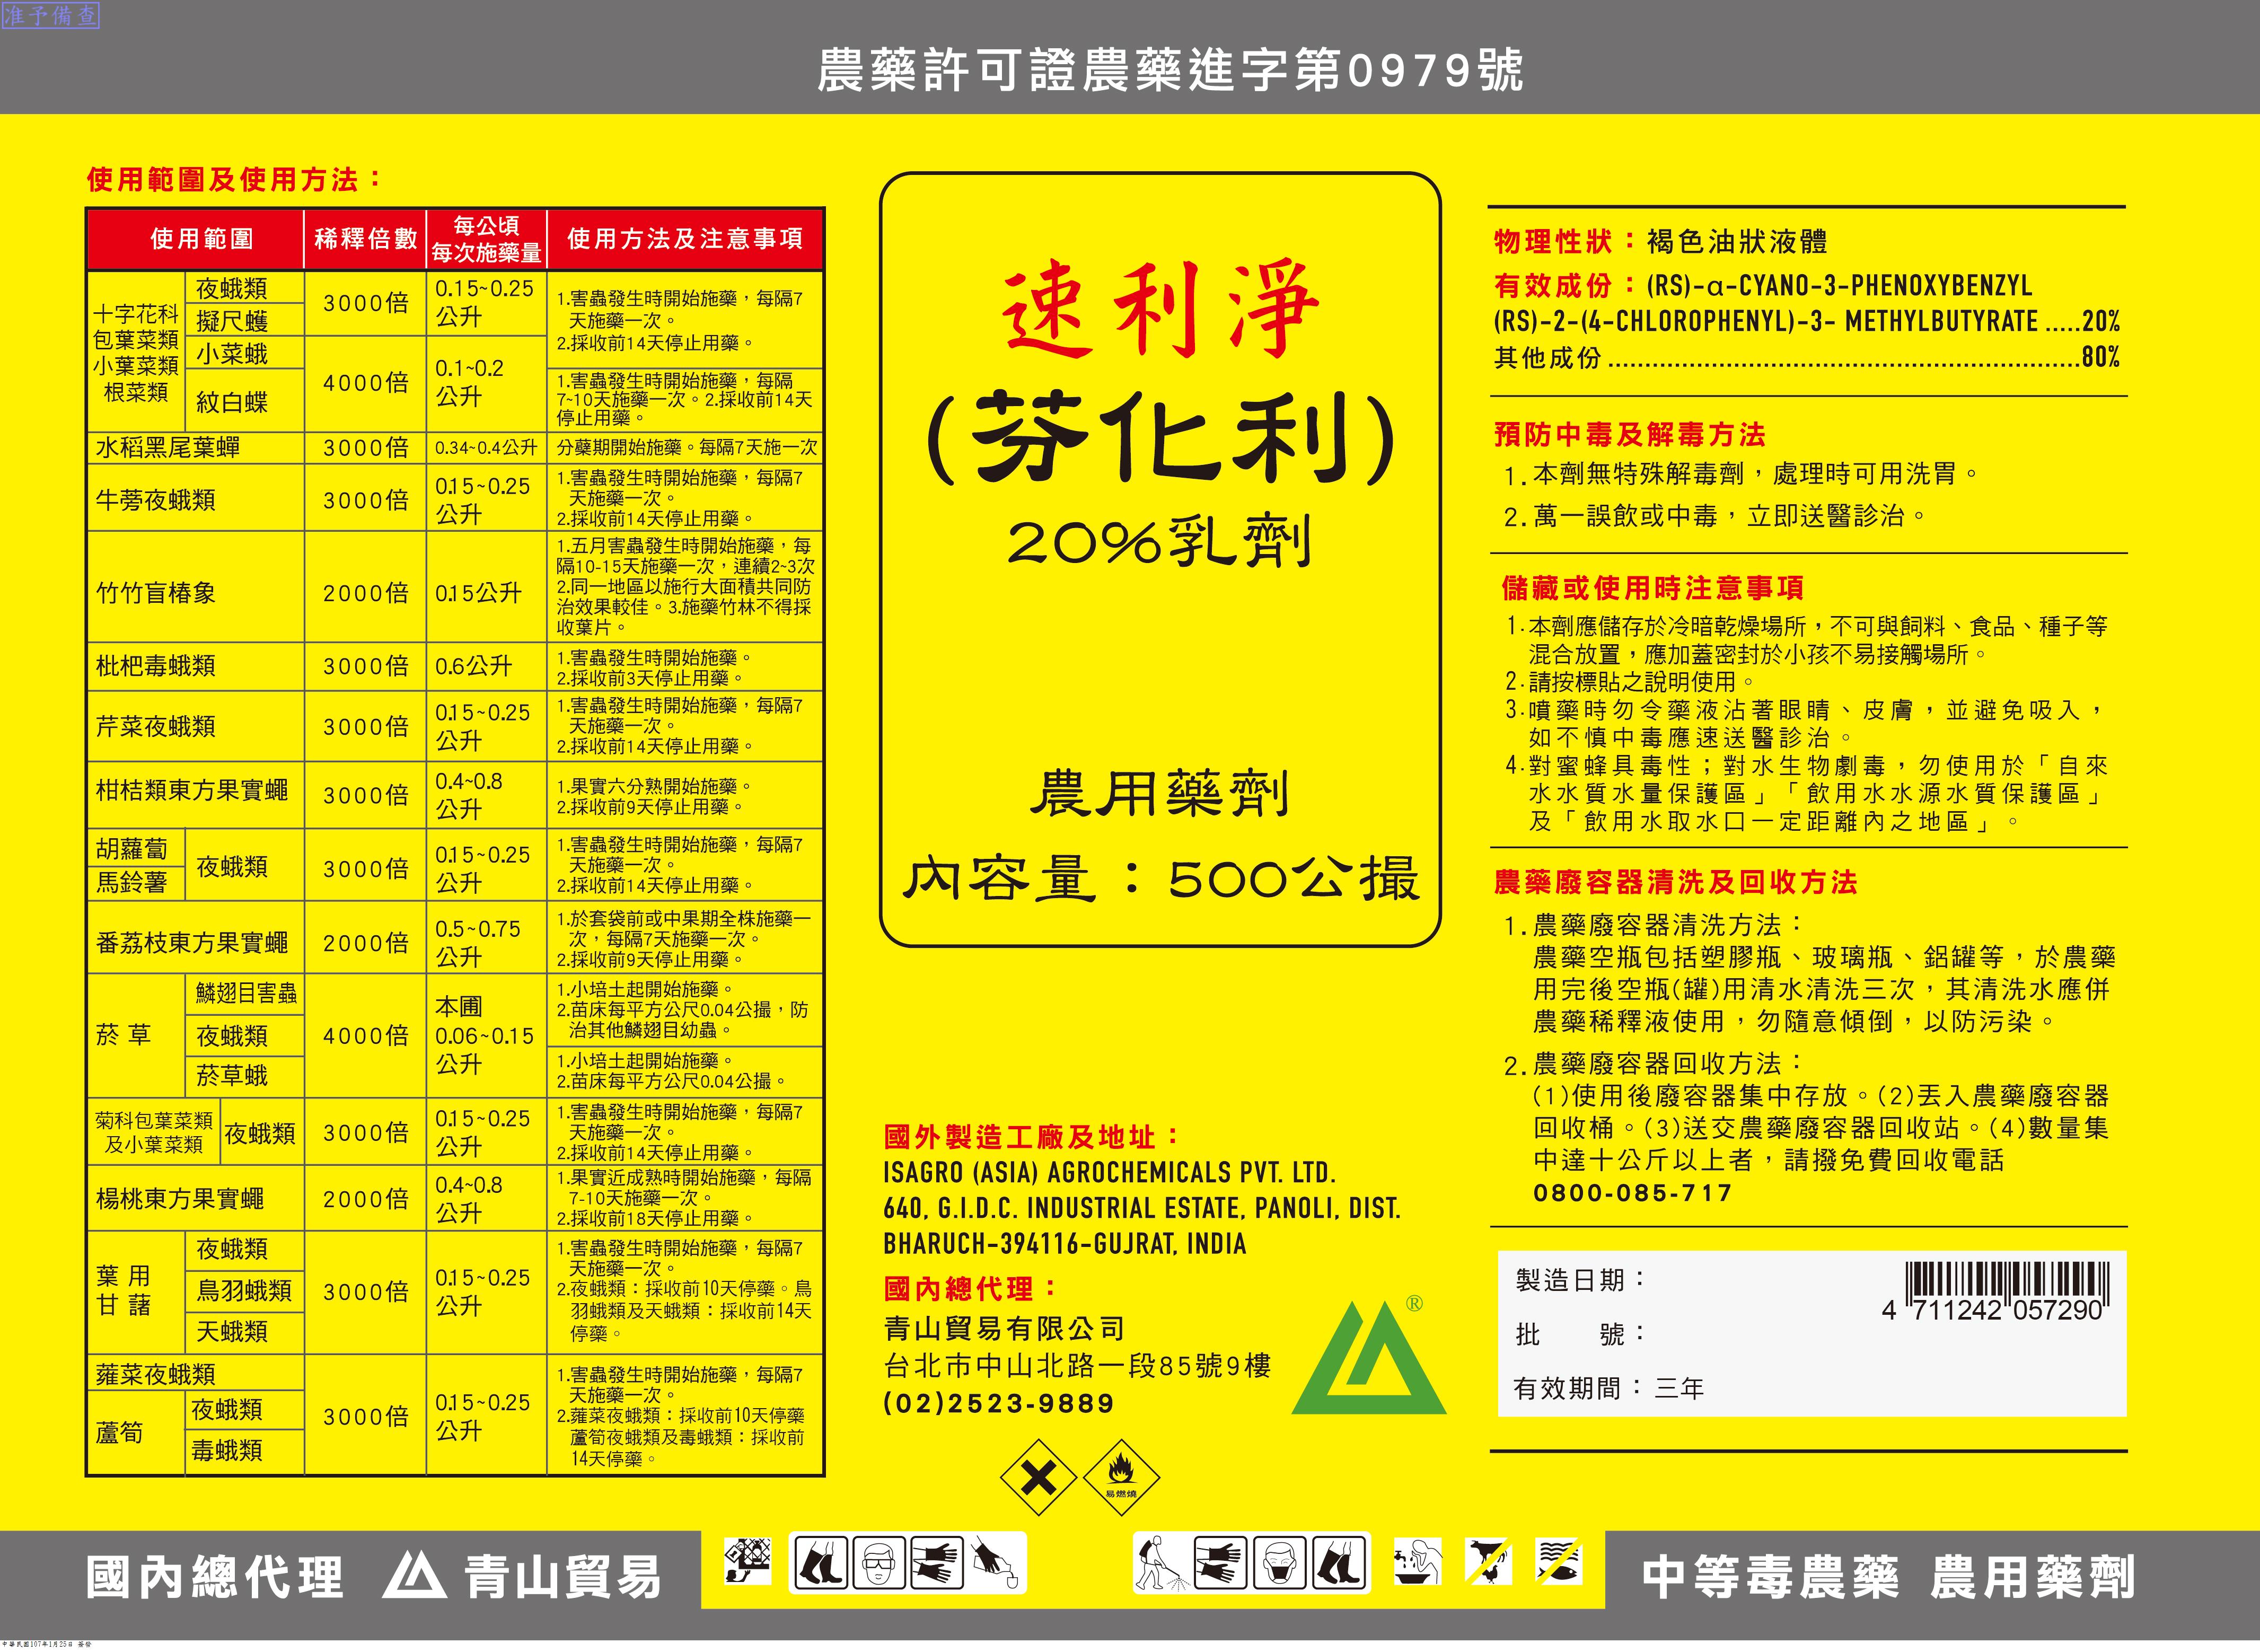 准予備查
農藥許可證農藥進字第0979號
使用範圍及使用方法：
使用範圍 稀釋倍數 每公頃
每次施藥量 使用方法及注意事項
十字花科
包葉菜類
小葉菜類
根菜類
夜蛾類
擬尺蠖
小菜蛾
紋白蝶
3000倍
4000倍
0.15~0.25
公升
0.1~0.2
公升
1.害蟲發生時開始施藥，每隔7
天施藥一次。
2.採收前14天停止用藥。
1.害蟲發生時開始施藥，每隔
7~10天施藥一次。2.採收前14天
停止用藥。
水稻黑尾葉蟬 3000倍 0.34~0.4公升 分蘗期開始施藥。每隔7天施一次
牛蒡夜蛾類 3000倍 0.15~0.25
公升
1.害蟲發生時開始施藥，每隔7
天施藥一次。
2.採收前14天停止用藥。
竹竹盲椿象 2000倍 0.15公升
1.五月害蟲發生時開始施藥，每
隔10-15天施藥一次，連續2~3次
2.同一地區以施行大面積共同防
治效果較佳。3.施藥竹林不得採
收葉片。
枇杷毒蛾類 3000倍 0.6公升
1.害蟲發生時開始施藥。
2.採收前3天停止用藥。
芹菜夜蛾類 3000倍 0.15~0.25
公升
1.害蟲發生時開始施藥，每隔7
天施藥一次。
2.採收前14天停止用藥。
柑桔類東方果實蠅 3000倍 0.4~0.8
公升
1.果實六分熟開始施藥。
2.採收前9天停止用藥。
胡蘿蔔
馬鈴薯
夜蛾類 3000倍 0.15~0.25
公升
1.害蟲發生時開始施藥，每隔7
天施藥一次。
2.採收前14天停止用藥。
番荔枝東方果實蠅 2000倍 0.5~0.75
公升
1.於套袋前或中果期全株施藥一
次，每隔7天施藥一次。
2.採收前9天停止用藥。
菸 草
鱗翅目害蟲
夜蛾類
菸草蛾
4000倍
本圃
0.06~0.15
公升
1.小培土起開始施藥。
2.苗床每平方公尺0.04公撮，防
治其他鱗翅目幼蟲。
1.小培土起開始施藥。
2.苗床每平方公尺0.04公撮。
菊科包葉菜類
及小葉菜類
夜蛾類 3000倍 0.15~0.25
公升
1.害蟲發生時開始施藥，每隔7
天施藥一次。
2.採收前14天停止用藥。
楊桃東方果實蠅 2000倍 0.4~0.8
公升
1.果實近成熟時開始施藥，每隔
7-10天施藥一次。
2.採收前18天停止用藥。
葉 用
甘 藷
夜蛾類
鳥羽蛾類
天蛾類
3000倍 0.15~0.25
公升
1.害蟲發生時開始施藥，每隔7
天施藥一次。
2.夜蛾類：採收前10天停藥。鳥
羽蛾類及天蛾類：採收前14天
停藥。
蕹菜夜蛾類
蘆筍
夜蛾類
毒蛾類
3000倍 0.15~0.25
公升
1.害蟲發生時開始施藥，每隔7
天施藥一次。
2.蕹菜夜蛾類：採收前10天停藥
蘆筍夜蛾類及毒蛾類：採收前
14天停藥。
速利淨
(芬化利)
20%乳劑
農用藥劑
內容量：500公撮
國外製造工廠及地址：
ISAGRO (ASIA) AGROCHEMICALS PVT. LTD.
640, G.I.D.C. INDUSTRIAL ESTATE, PANOLI, DIST.
BHARUCH-394116-GUJRAT, INDIA
國內總代理：
青山貿易有限公司
台北市中山北路一段85號9樓
(02)2523-9889
®
易燃燒
物理性狀：褐色油狀液體
有效成份：(RS)-α-CYANO-3-PHENOXYBENZYL
(RS)-2-(4-CHLOROPHENYL)-3- METHYLBUTYRATE .....20%
其他成份 .........................................................80%
預防中毒及解毒方法
1.本劑無特殊解毒劑，處理時可用洗胃。
2.萬一誤飲或中毒，立即送醫診治。
儲藏或使用時注意事項
1.本劑應儲存於冷暗乾燥場所，不可與飼料、食品、種子等
混合放置，應加蓋密封於小孩不易接觸場所。
2.請按標貼之說明使用。
3.噴藥時勿令藥液沾著眼睛、皮膚，並避免吸入，
如不慎中毒應速送醫診治。
4.對蜜蜂具毒性；對水生物劇毒，勿使用於「自來
水水質水量保護區」「飲用水水源水質保護區」
及「飲用水取水口一定距離內之地區」。
農藥廢容器清洗及回收方法
1.農藥廢容器清洗方法：
農藥空瓶包括塑膠瓶、玻璃瓶、鋁罐等，於農藥
用完後空瓶(罐)用清水清洗三次，其清洗水應併
農藥稀釋液使用，勿隨意傾倒，以防污染。
2.農藥廢容器回收方法：
(1)使用後廢容器集中存放。(2)丟入農藥廢容器
回收桶。(3)送交農藥廢容器回收站。(4)數量集
中達十公斤以上者，請撥免費回收電話
0800-085-717
製造日期：
批 號：
有效期間：三年
4 711242 057290
國內總代理 青山貿易
中等毒農藥 農用藥劑
中華民國107年1月25日 簽發